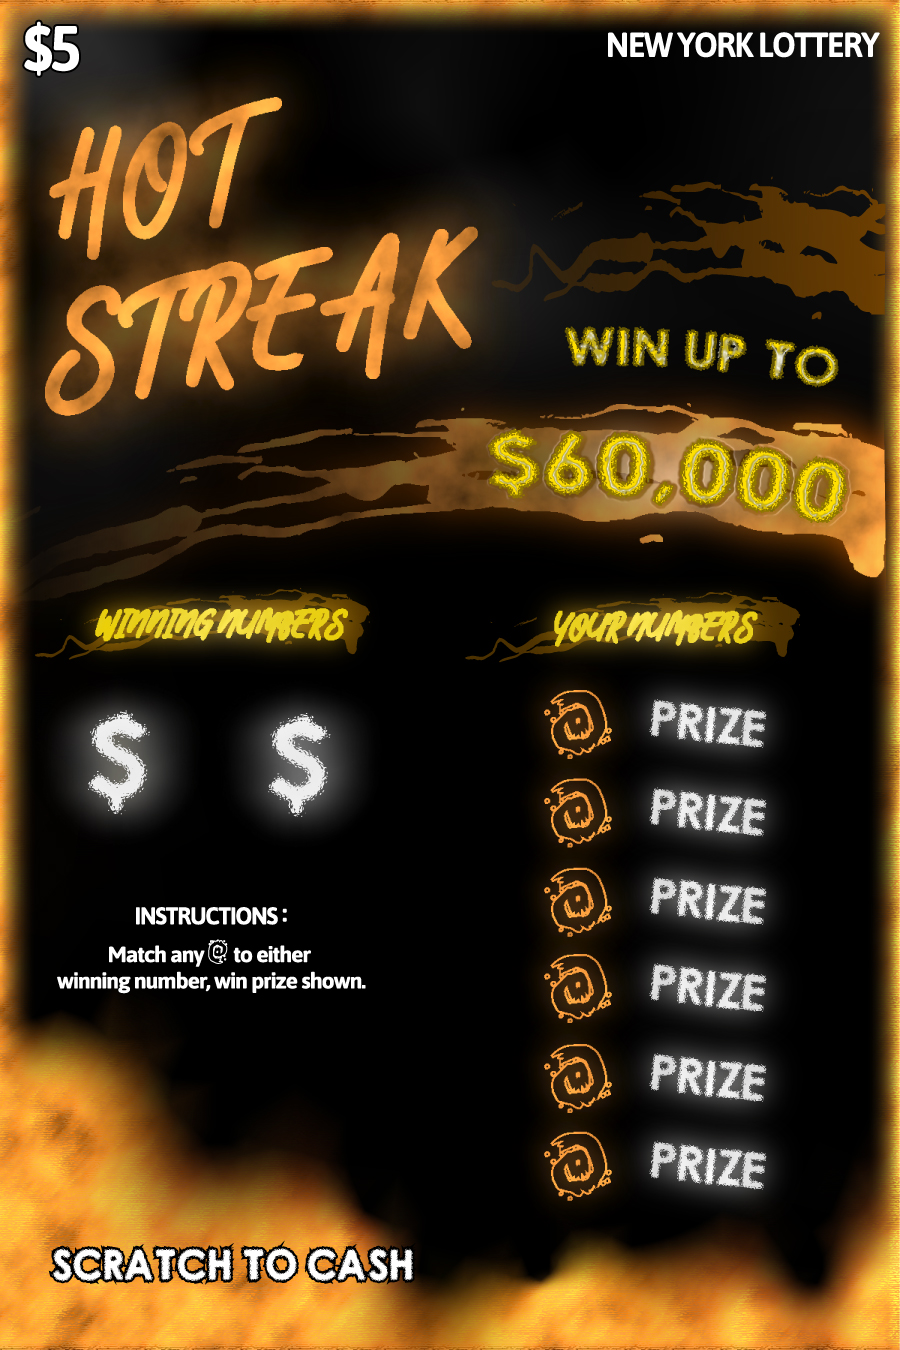 $5
NEW YORK LOTTERY
HOT
STREAK
WIN UP TO
$60,000
WINNING NUMBERS
YOUR NUMBERS
$ $
PRIZE
PRIZE
PRIZE
PRIZE
PRIZE
PRIZE
INSTRUCTIONS:
Match any to either
winning number, win prize shown.
SCRATCH TO CASH